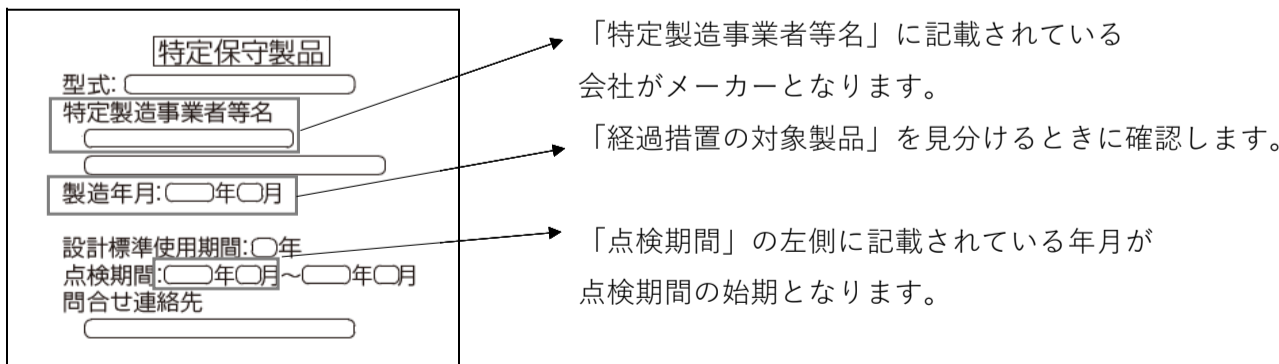 特定保守製品
型式:
特定製造事業者等名
製造年月: 年 月
設計標準使用期間: 年
点検期間: 年 月～ 年 月
問合せ連絡先
「特定製造事業者等名」に記載されている
会社がメーカーとなります。
「経過措置の対象製品」を見分けるときに確認します。
「点検期間」の左側に記載されている年月が
点検期間の始期となります。